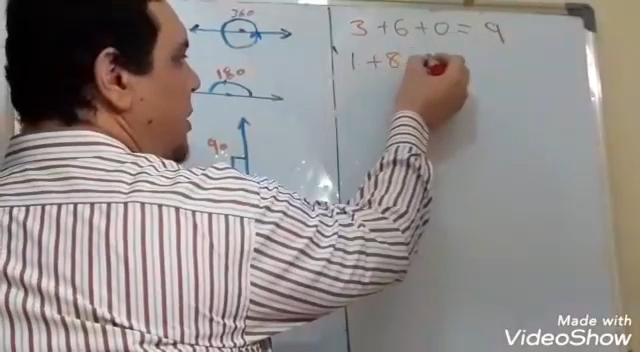 360
180
90
3 + 6 + 0 = 9
1 + 8
Made with
VideoShow